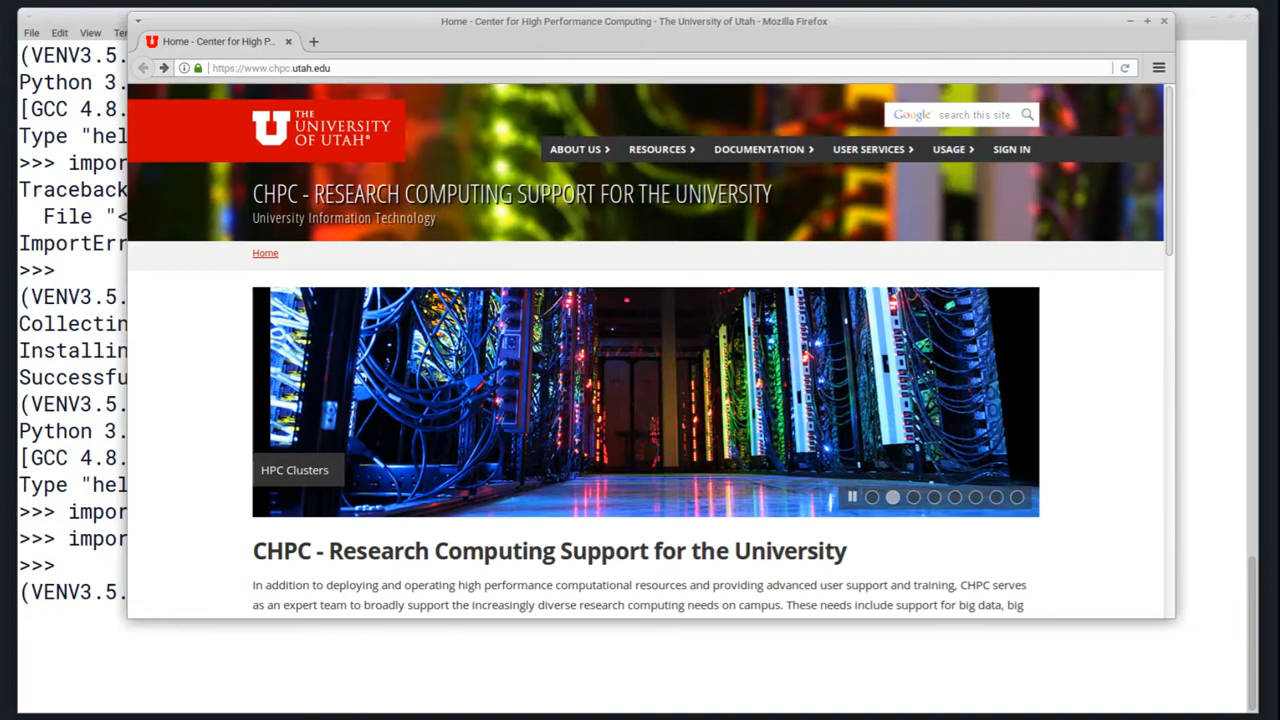 Home - Center for High Performance Computing - The University of Utah - Mozilla Firefox
File Edit View
Home - Center for High P...
https://www.chpc.utah.edu
(VENV3.5.
Python 3.
[GCC 4.8.
Type "hel
>>> impor
Traceback
File "<
ImportErr
>>>
(VENV3.5.
Collectin
Installin
Successfu
(VENV3.5.
Python 3.
[GCC 4.8.
Type "hel
>>> impor
>>> impor
>>>
(VENV3.5.
THE
UNIVERSITY
OF UTAH®
Google search this site
ABOUT US RESOURCES DOCUMENTATION USER SERVICES USAGE SIGN IN
CHPC - RESEARCH COMPUTING SUPPORT FOR THE UNIVERSITY
University Information Technology
Home
HPC Clusters
CHPC - Research Computing Support for the University
In addition to deploying and operating high performance computational resources and providing advanced user support and training, CHPC serves
as an expert team to broadly support the increasingly diverse research computing needs on campus. These needs include support for big data, big